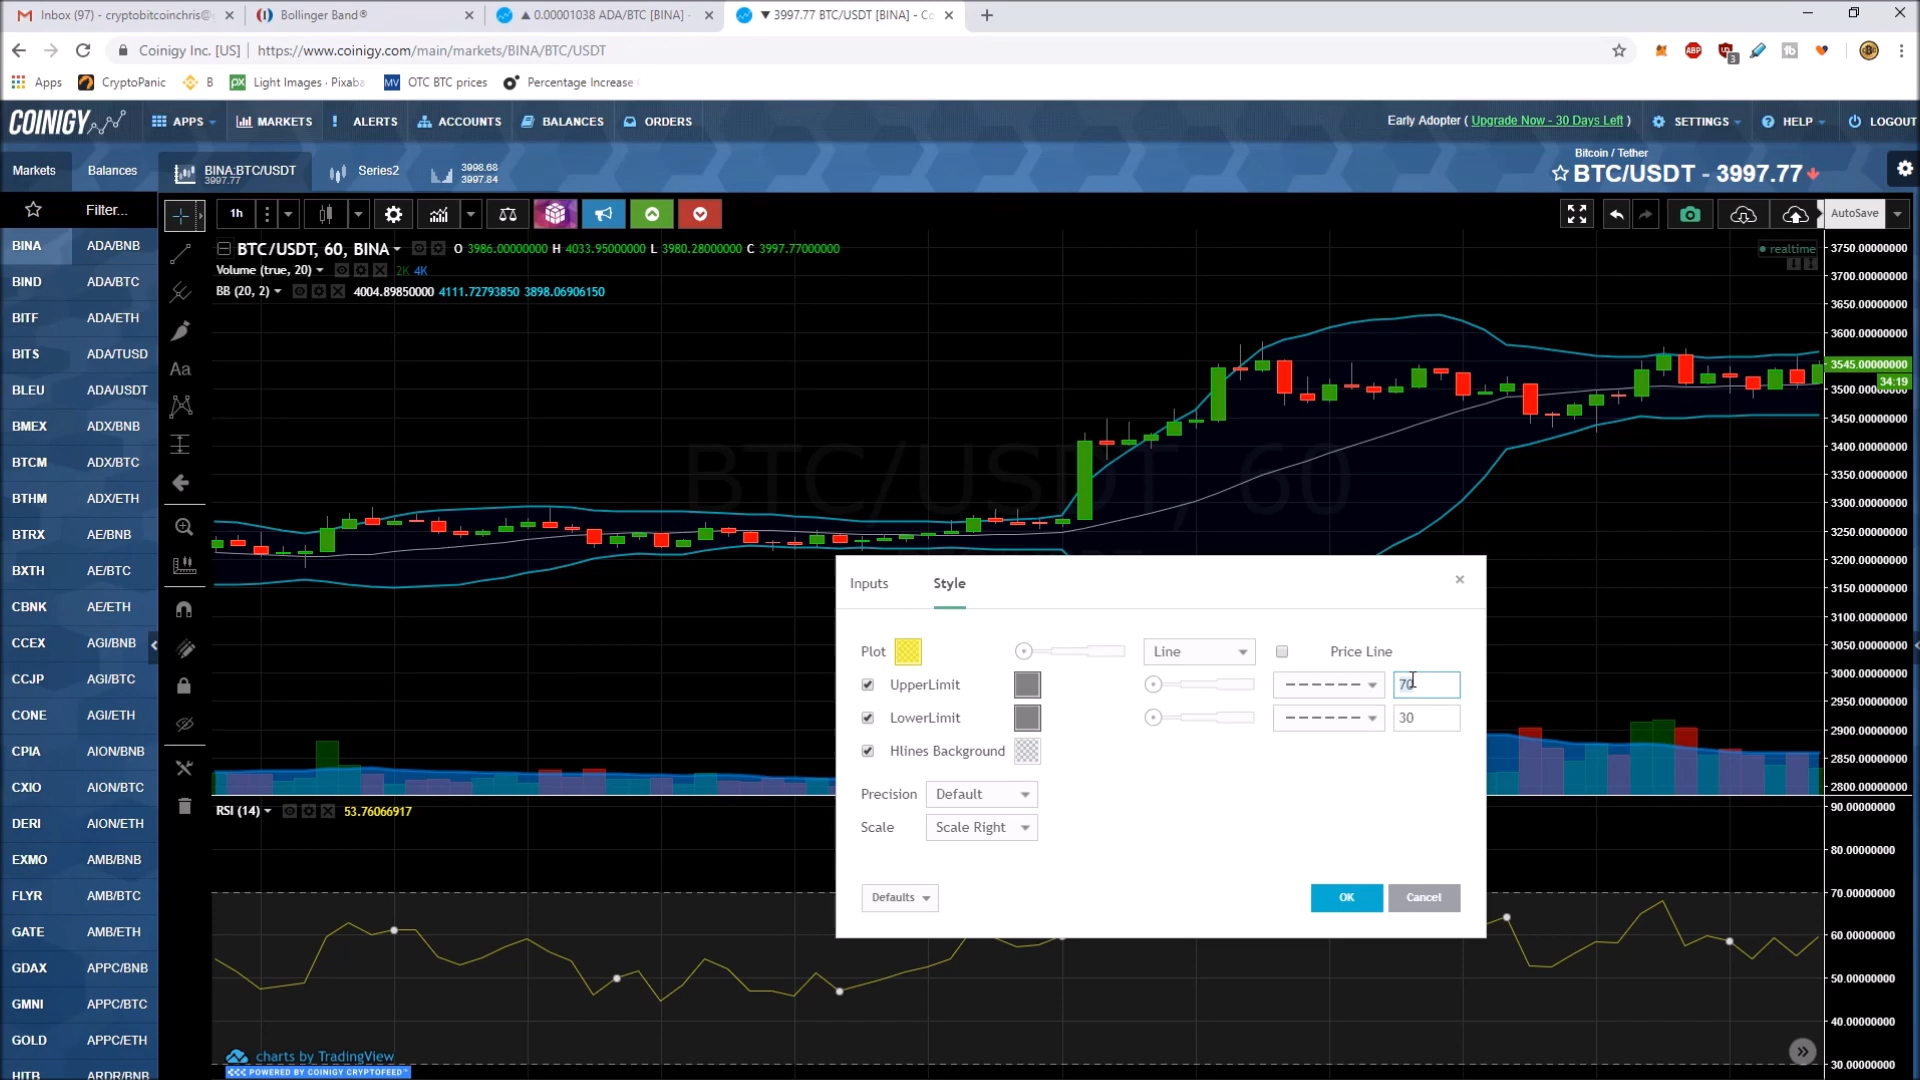 Inbox (97) - cryptobitcoinchris@
Bollinger Band®
▲ 0.00001038 ADA/BTC [BINA] -
▼ 3997.77 BTC/USDT [BINA] - Co
Coinigy Inc. [US]
https://www.coinigy.com/main/markets/BINA/BTC/USDT
Apps
CryptoPanic
B
Light Images · Pixaba
OTC BTC prices
Percentage Increase
COINIGY
APPS
MARKETS
ALERTS
ACCOUNTS
BALANCES
ORDERS
Early Adopter ( Upgrade Now - 30 Days Left )
SETTINGS
HELP
LOGOUT
Markets
Balances
BINA:BTC/USDT
3997.77
Series2
3998.68
3997.84
Bitcoin / Tether
BTC/USDT - 3997.77
Filter...
1h
AutoSave
BTC/USDT, 60, BINA
O 3986.00000000 H 4033.95000000 L 3980.28000000 C 3997.77000000
realtime
Volume (true, 20)
2K 4K
BB (20, 2)
4004.89850000 4111.72793850 3898.06906150
BTC/USDT, 60
BINA ADA/BNB
BIND ADA/BTC
BITF ADA/ETH
BITS ADA/TUSD
BLEU ADA/USDT
BMEX ADX/BNB
BTCM ADX/BTC
BTHM ADX/ETH
BTRX AE/BNB
BXTH AE/BTC
CBNK AE/ETH
CCEX AGI/BNB
CCJP AGI/BTC
CONE AGI/ETH
CPIA AION/BNB
CXIO AION/BTC
DERI AION/ETH
EXMO AMB/BNB
FLYR AMB/BTC
GATE AMB/ETH
GDAX APPC/BNB
GMNI APPC/BTC
GOLD APPC/ETH
HITB ARDR/BNB
3750.00000000
3700.00000000
3650.00000000
3600.00000000
3545.00000000
34:19
3500.00000000
3450.00000000
3400.00000000
3350.00000000
3300.00000000
3250.00000000
3200.00000000
3150.00000000
3100.00000000
3050.00000000
3000.00000000
2950.00000000
2900.00000000
2850.00000000
2800.00000000
Inputs
Style
Plot
Line
Price Line
UpperLimit
70
LowerLimit
30
Hlines Background
Precision
Default
Scale
Scale Right
Defaults
OK
Cancel
RSI (14)
53.76066917
90.00000000
80.00000000
70.00000000
60.00000000
50.00000000
40.00000000
30.00000000
charts by TradingView
POWERED BY COINIGY CRYPTOFEED™